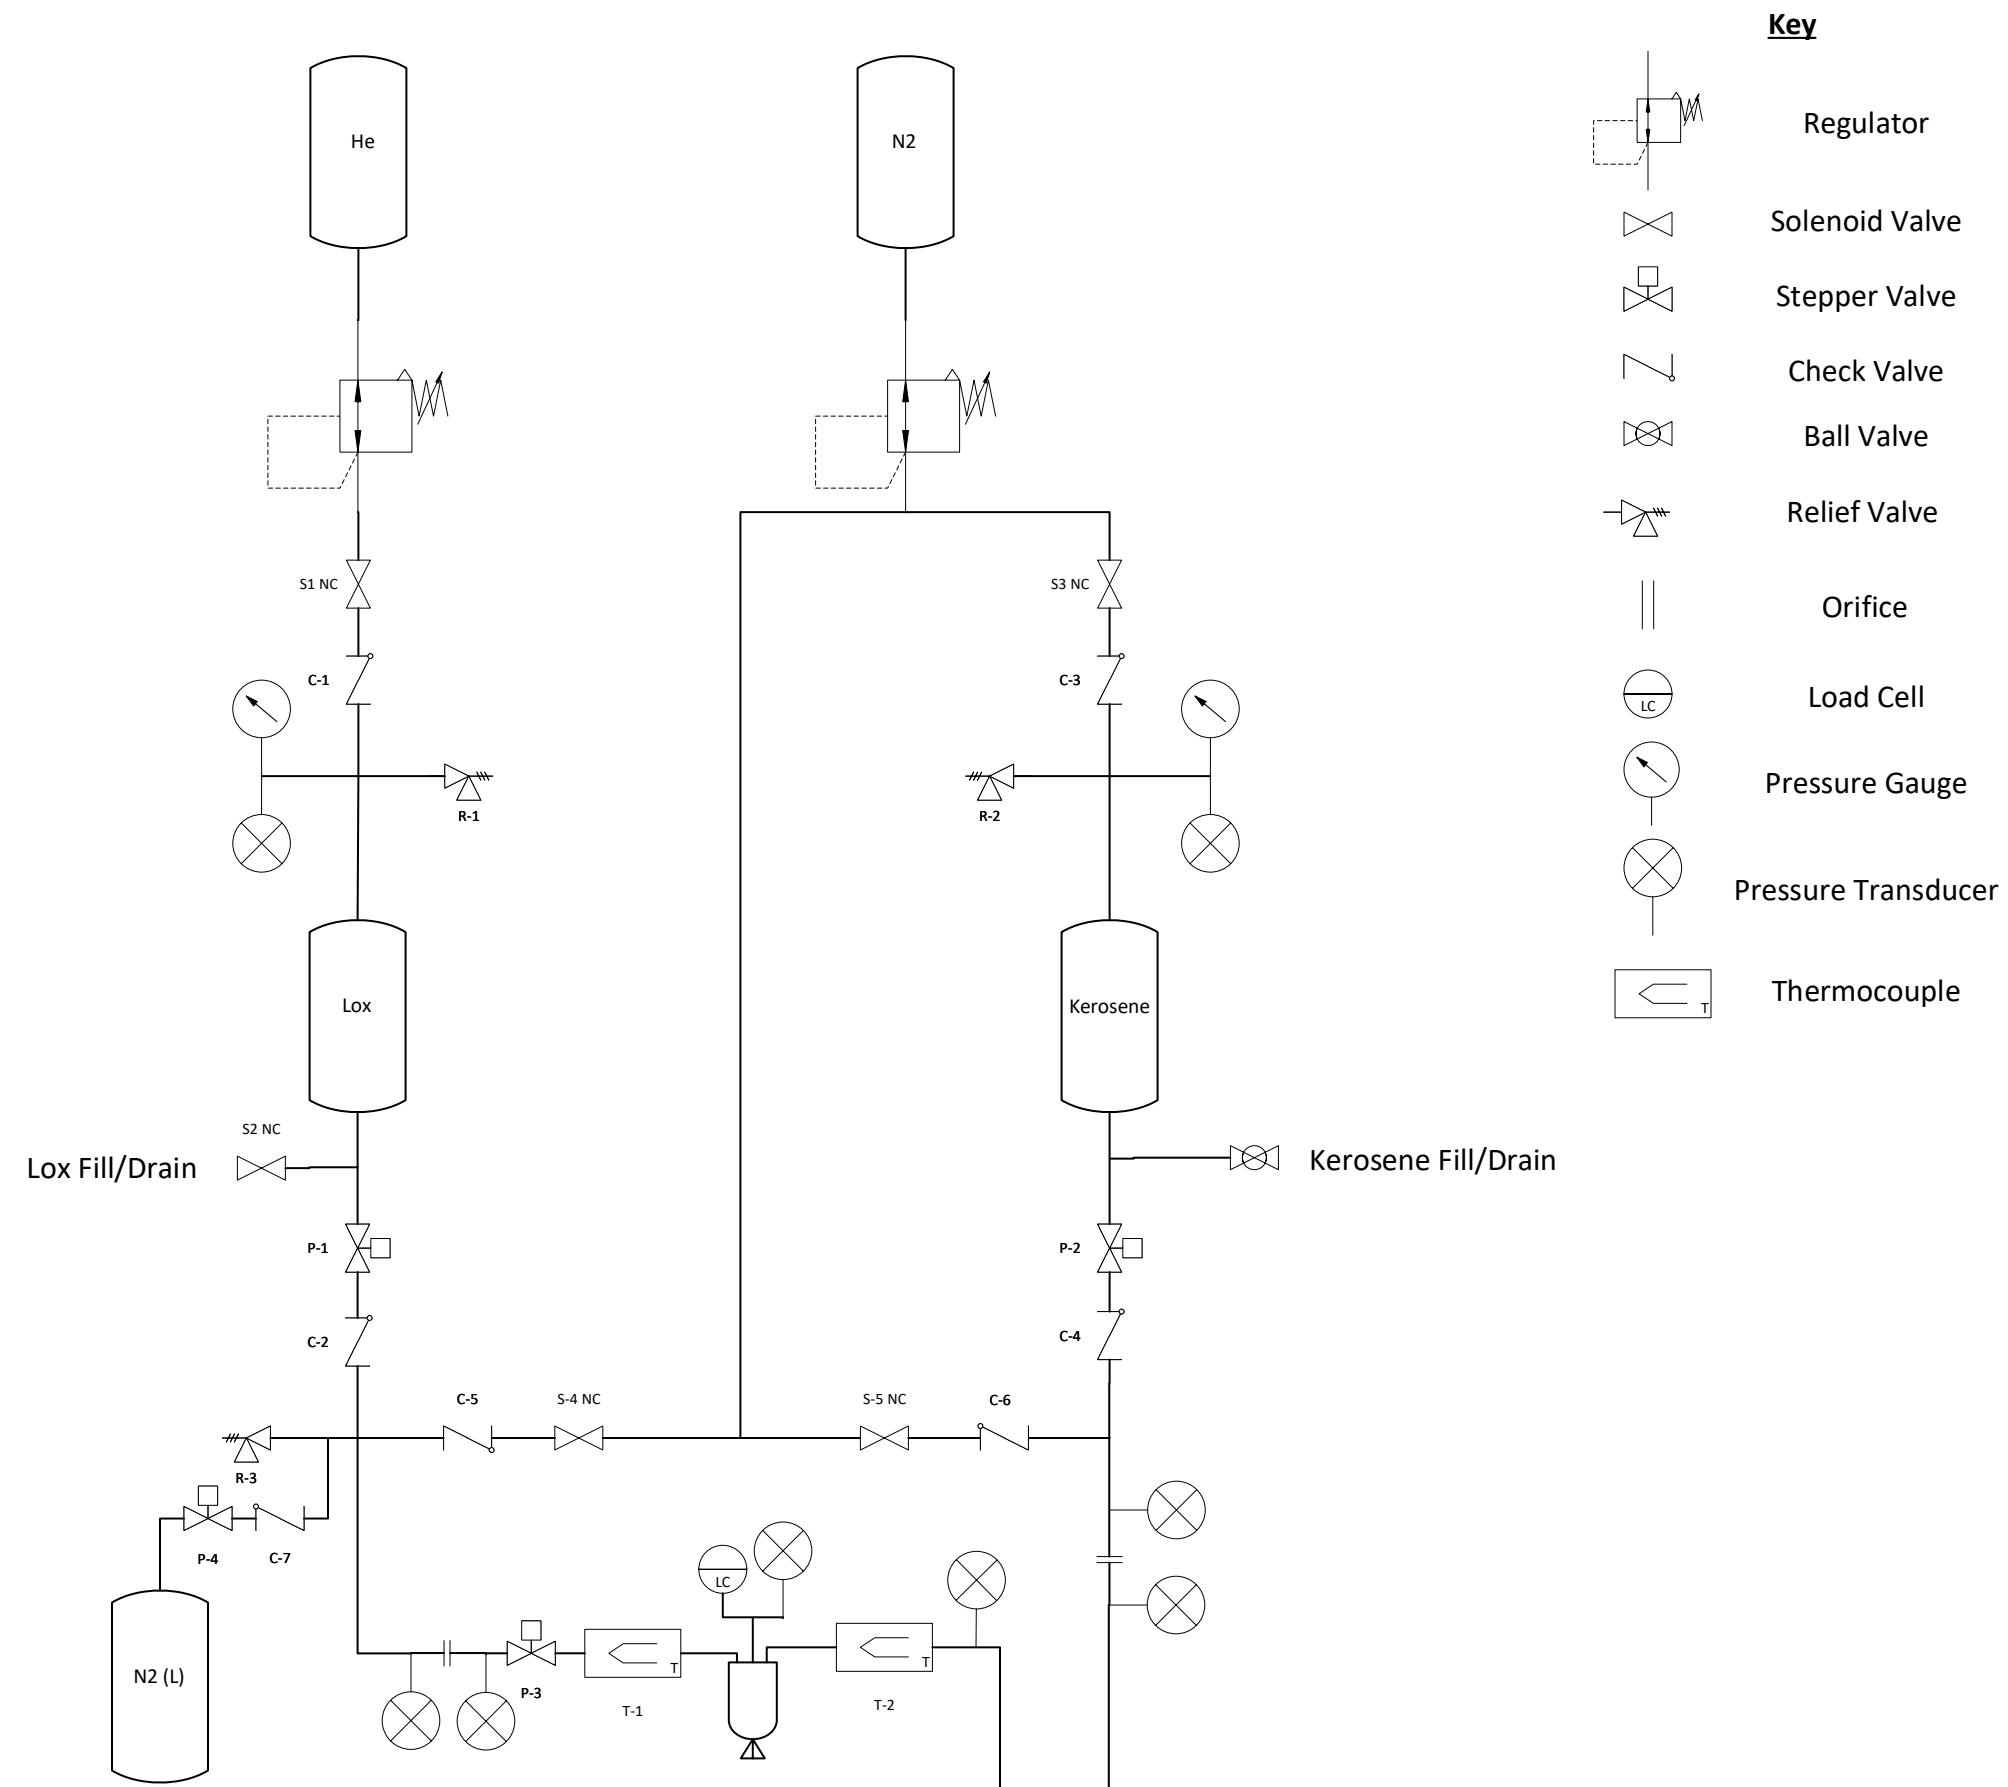 Key
He
N2
Regulator
Solenoid Valve
Stepper Valve
Check Valve
Ball Valve
Relief Valve
Orifice
LC
Load Cell
Pressure Gauge
Pressure Transducer
T
Thermocouple
S1 NC
S3 NC
C-1
C-3
R-1
R-2
Lox
Kerosene
S2 NC
Lox Fill/Drain
Kerosene Fill/Drain
P-1
P-2
C-2
C-4
C-5
S-4 NC
S-5 NC
C-6
R-3
P-4
C-7
LC
N2 (L)
P-3
T
T-1
T
T-2